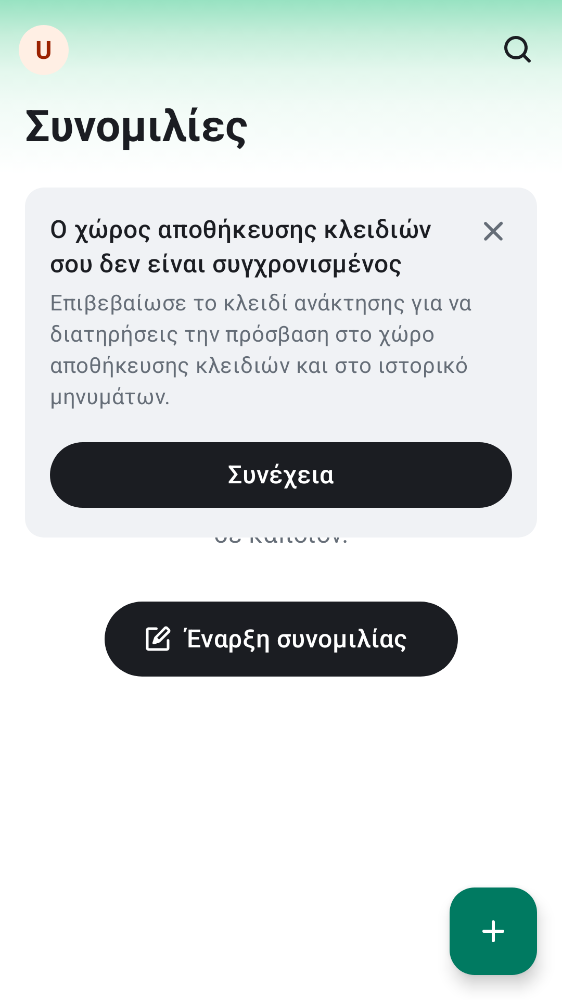 U
Συνομιλίες
Ο χώρος αποθήκευσης κλειδιών
σου δεν είναι συγχρονισμένος
Επιβεβαίωσε το κλειδί ανάκτησης για να
διατηρήσεις την πρόσβαση στο χώρο
αποθήκευσης κλειδιών και στο ιστορικό
μηνυμάτων.
Συνέχεια
Έναρξη συνομιλίας